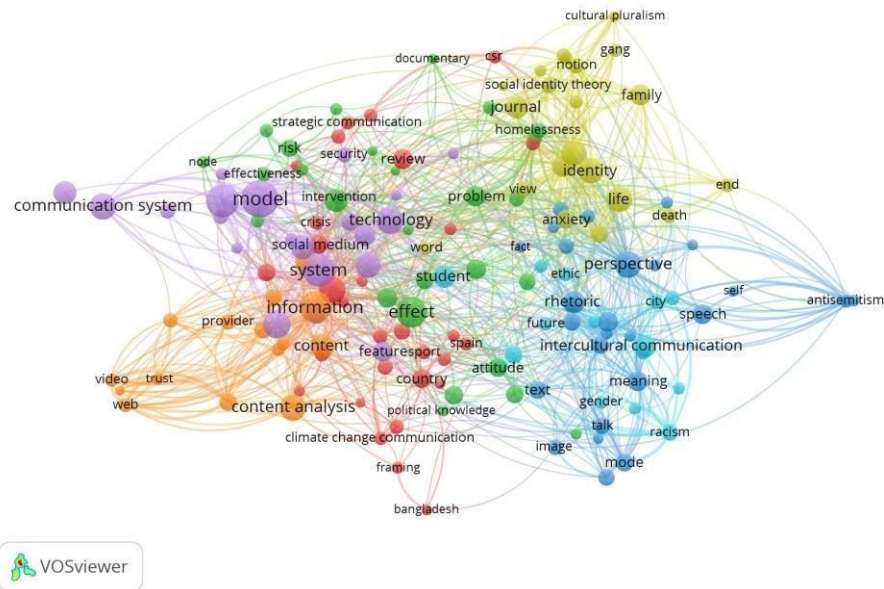 cultural pluralism
gang
documentary
csr
notion
social identity theory
family
journal
strategic communication
homelessness
risk
security
review
node
effectiveness
identity
end
intervention
problem
view
life
model
communication system
crisis
technology
anxiety
death
social medium
word
fact
perspective
system
student
ethic
self
rhetoric
city
antisemitism
information
effect
speech
provider
future
content
spain
intercultural communication
feature
sport
attitude
video
trust
country
meaning
text
web
content analysis
political knowledge
gender
talk
racism
climate change communication
image
mode
framing
bangladesh
VOSviewer